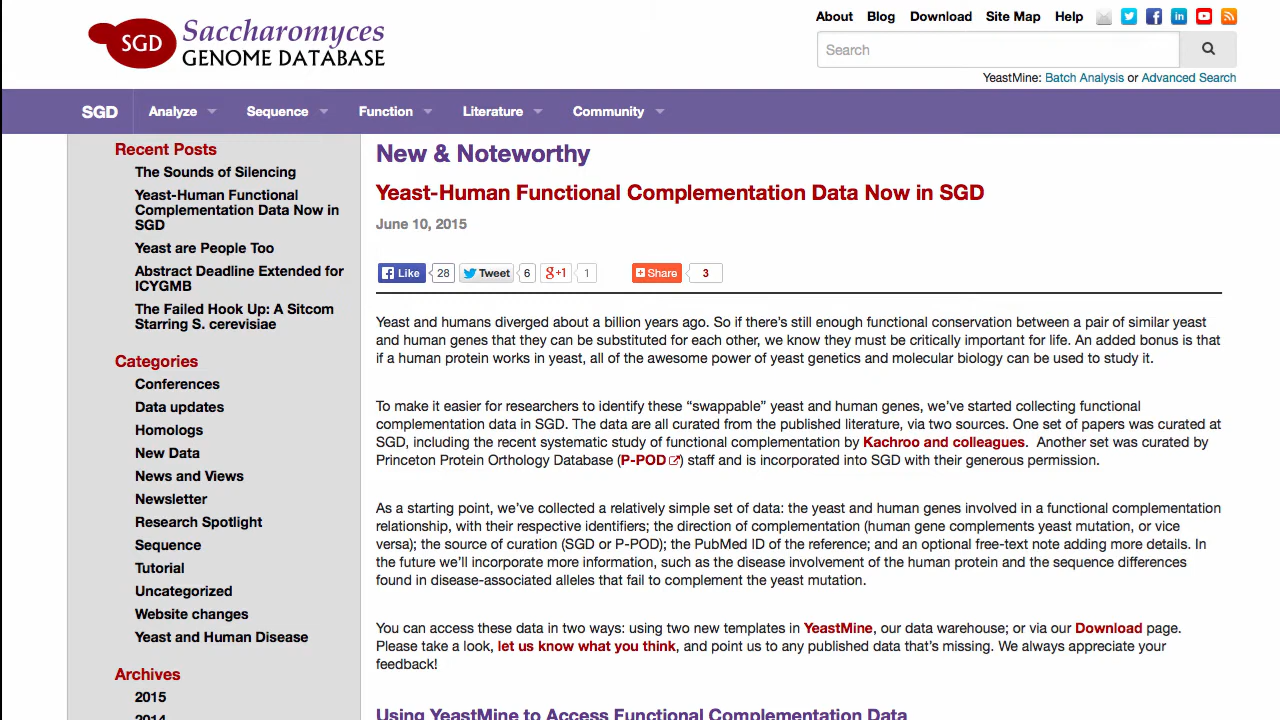 About Blog Download Site Map Help
SGD Saccharomyces
GENOME DATABASE
Search
YeastMine: Batch Analysis or Advanced Search
SGD Analyze Sequence Function Literature Community
Recent Posts
The Sounds of Silencing
Yeast-Human Functional
Complementation Data Now in
SGD
Yeast are People Too
Abstract Deadline Extended for
ICYGMB
The Failed Hook Up: A Sitcom
Starring S. cerevisiae
Categories
Conferences
Data updates
Homologs
New Data
News and Views
Newsletter
Research Spotlight
Sequence
Tutorial
Uncategorized
Website changes
Yeast and Human Disease
Archives
2015
2014
New & Noteworthy
Yeast-Human Functional Complementation Data Now in SGD
June 10, 2015
Like 28 Tweet 6 g+1 1 Share 3
Yeast and humans diverged about a billion years ago. So if there’s still enough functional conservation between a pair of similar yeast
and human genes that they can be substituted for each other, we know they must be critically important for life. An added bonus is that
if a human protein works in yeast, all of the awesome power of yeast genetics and molecular biology can be used to study it.
To make it easier for researchers to identify these “swappable” yeast and human genes, we’ve started collecting functional
complementation data in SGD. The data are all curated from the published literature, via two sources. One set of papers was curated at
SGD, including the recent systematic study of functional complementation by Kachroo and colleagues. Another set was curated by
Princeton Protein Orthology Database (P-POD) staff and is incorporated into SGD with their generous permission.
As a starting point, we’ve collected a relatively simple set of data: the yeast and human genes involved in a functional complementation
relationship, with their respective identifiers; the direction of complementation (human gene complements yeast mutation, or vice
versa); the source of curation (SGD or P-POD); the PubMed ID of the reference; and an optional free-text note adding more details. In
the future we’ll incorporate more information, such as the disease involvement of the human protein and the sequence differences
found in disease-associated alleles that fail to complement the yeast mutation.
You can access these data in two ways: using two new templates in YeastMine, our data warehouse; or via our Download page.
Please take a look, let us know what you think, and point us to any published data that’s missing. We always appreciate your
feedback!
Using YeastMine to Access Functional Complementation Data